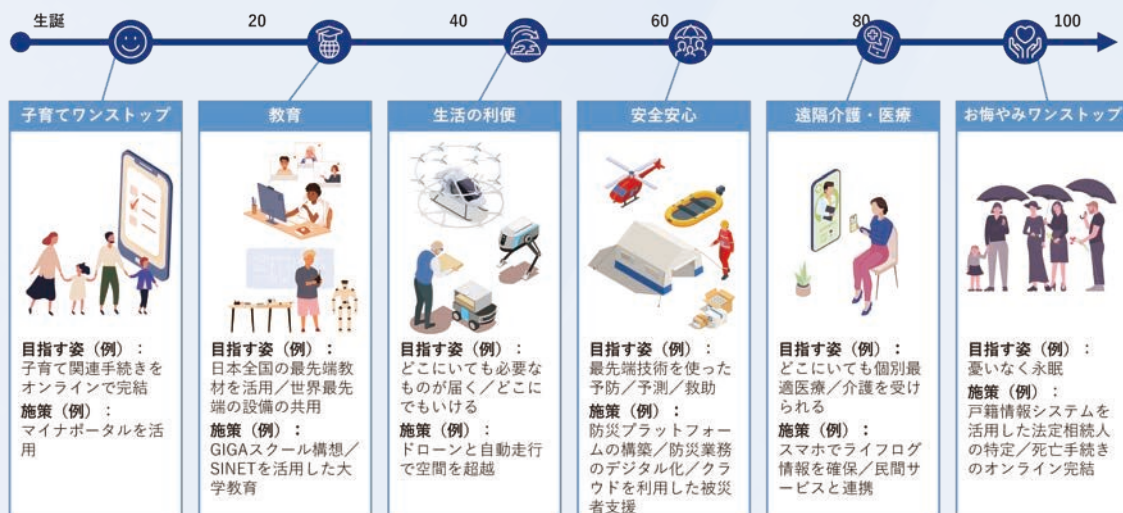 生誕 20 40 60 80 100
子育てワンストップ
目指す姿（例）：
子育て関連手続きを
オンラインで完結
施策（例）：
マイナポータルを活
用
教育
目指す姿（例）：
日本全国の最先端教
材を活用／世界最先
端の設備の共用
施策（例）：
GIGAスクール構想／
SINETを活用した大
学教育
生活の利便
目指す姿（例）：
どこにいても必要な
ものが届く／どこに
でもいける
施策（例）：
ドローンと自動走行
で空間を超越
安全安心
目指す姿（例）：
最先端技術を使った
予防／予測／救助
施策（例）：
防災プラットフォー
ムの構築／防災業務
のデジタル化／クラ
ウドを利用した被災
者支援
遠隔介護・医療
目指す姿（例）：
どこにいても個別最
適医療／介護を受け
られる
施策（例）：
スマホでライフログ
情報を確保／民間サ
ービスと連携
お悔やみワンストップ
目指す姿（例）：
憂いなく永眠
施策（例）：
戸籍情報システムを
活用した法定相続人
の特定／死亡手続き
のオンライン完結